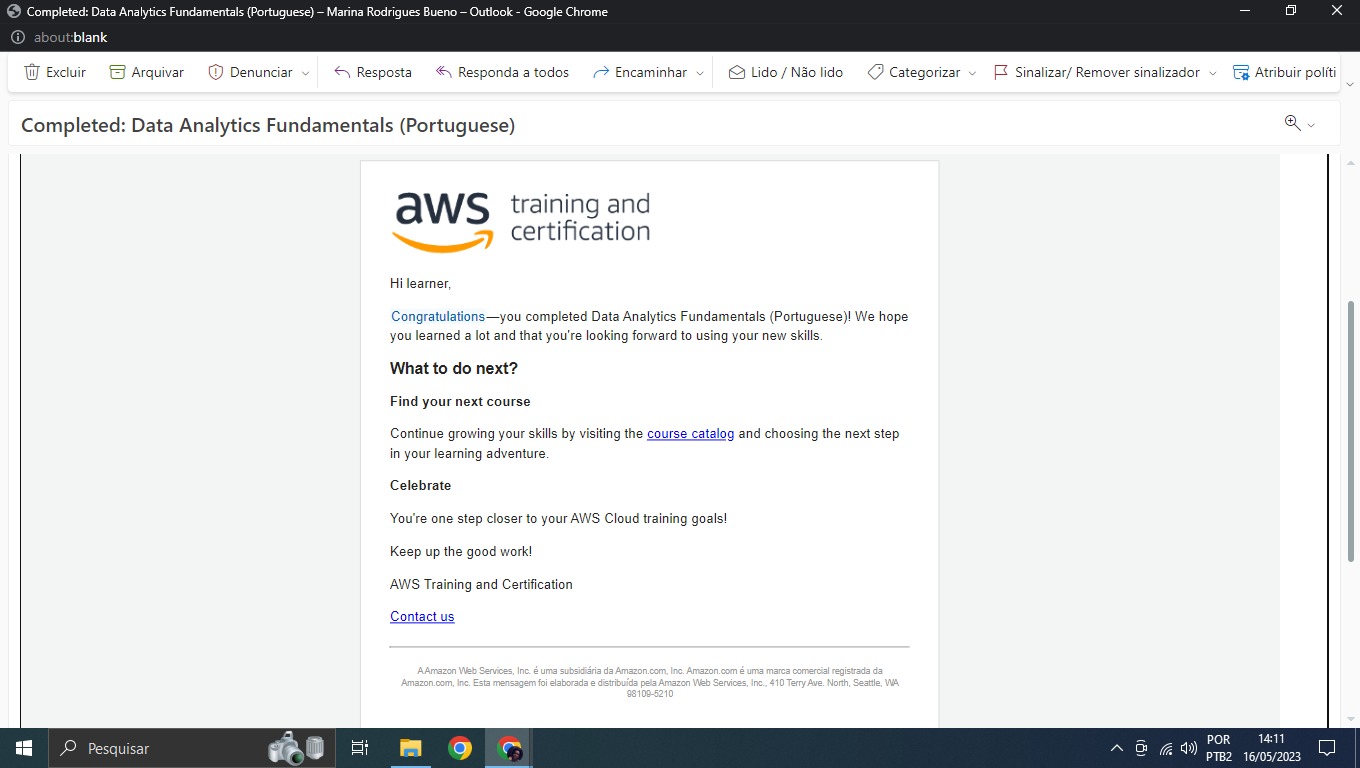 Completed: Data Analytics Fundamentals (Portuguese) – Marina Rodrigues Bueno – Outlook - Google Chrome
about:blank
Excluir Arquivar Denunciar Resposta Responda a todos Encaminhar Lido / Não lido Categorizar Sinalizar/ Remover sinalizador Atribuir políti
Completed: Data Analytics Fundamentals (Portuguese)
aws training and
certification
Hi learner,
Congratulations—you completed Data Analytics Fundamentals (Portuguese)! We hope
you learned a lot and that you're looking forward to using your new skills.
What to do next?
Find your next course
Continue growing your skills by visiting the course catalog and choosing the next step
in your learning adventure.
Celebrate
You're one step closer to your AWS Cloud training goals!
Keep up the good work!
AWS Training and Certification
Contact us
A Amazon Web Services, Inc. é uma subsidiária da Amazon.com, Inc. Amazon.com é uma marca comercial registrada da
Amazon.com, Inc. Esta mensagem foi elaborada e distribuída pela Amazon Web Services, Inc., 410 Terry Ave. North, Seattle, WA
98109-5210
Pesquisar
POR
PTB2
14:11
16/05/2023